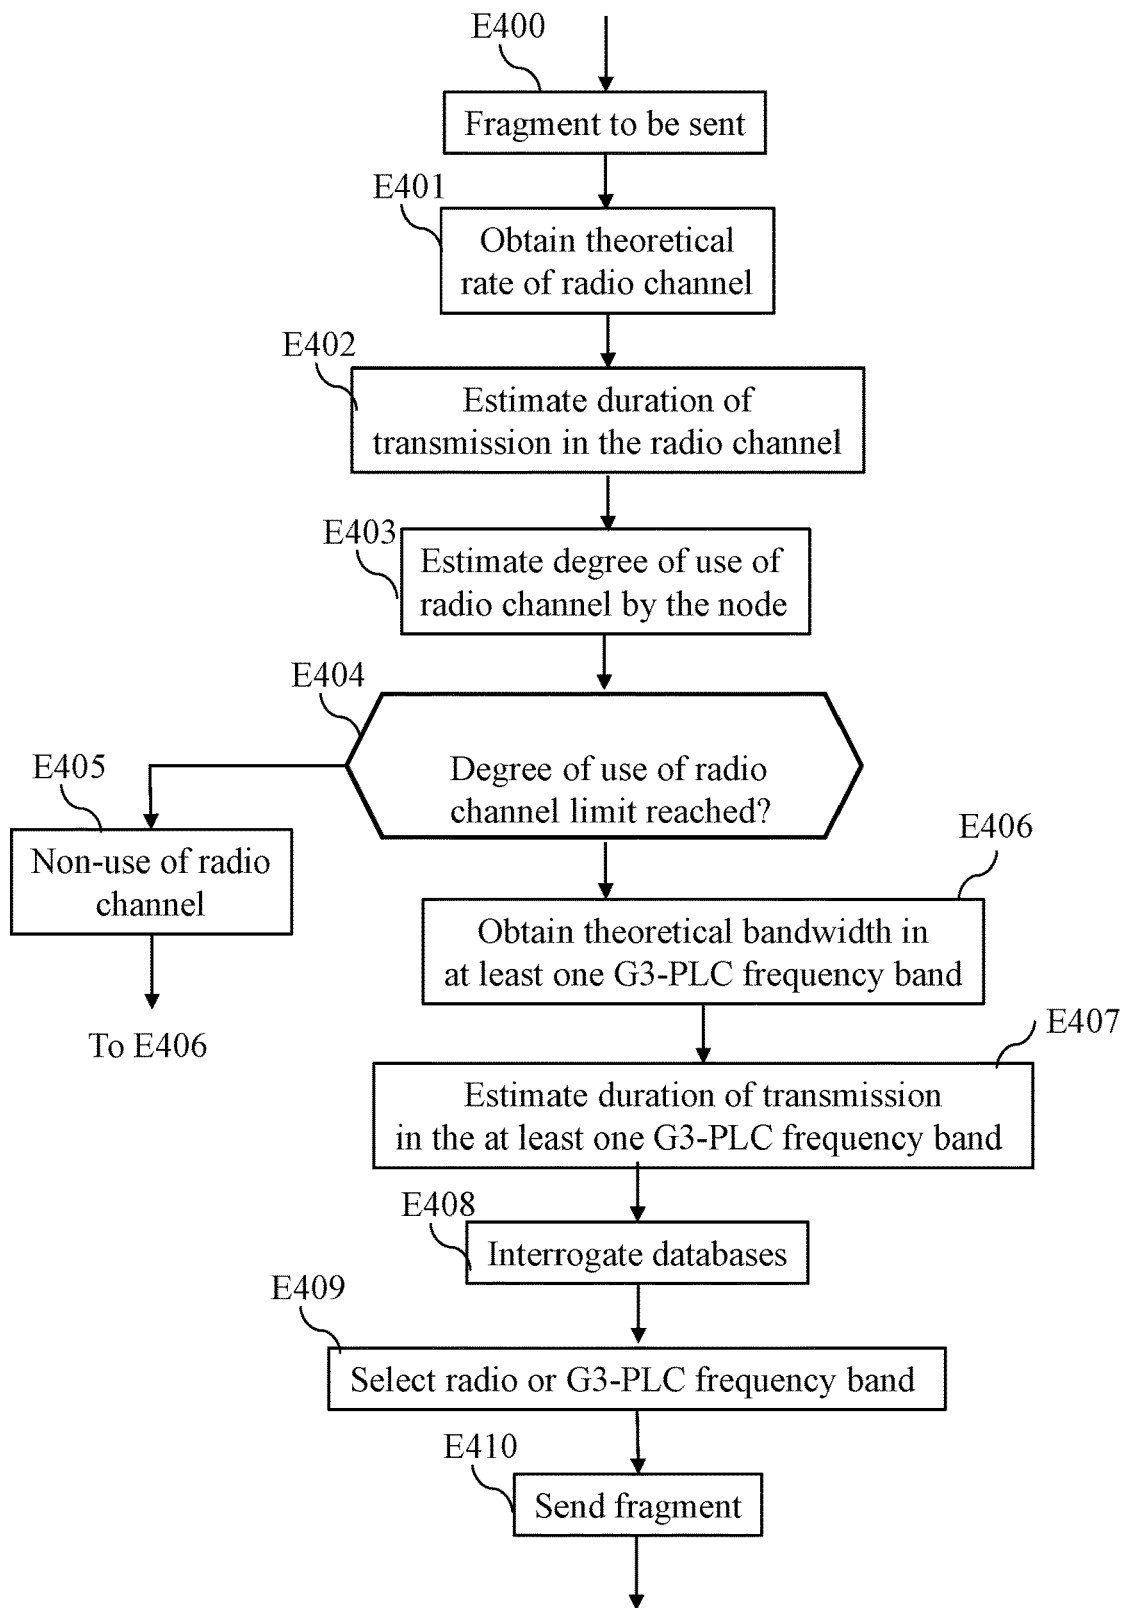 E400
Fragment to be sent
E401
Obtain theoretical
rate of radio channel
E402
Estimate duration of
transmission in the radio channel
E403
Estimate degree of use of
radio channel by the node
E404
Degree of use of radio
channel limit reached?
E405
Non-use of radio
channel
To E406
E406
Obtain theoretical bandwidth in
at least one G3-PLC frequency band
E407
Estimate duration of transmission
in the at least one G3-PLC frequency band
E408
Interrogate databases
E409
Select radio or G3-PLC frequency band
E410
Send fragment